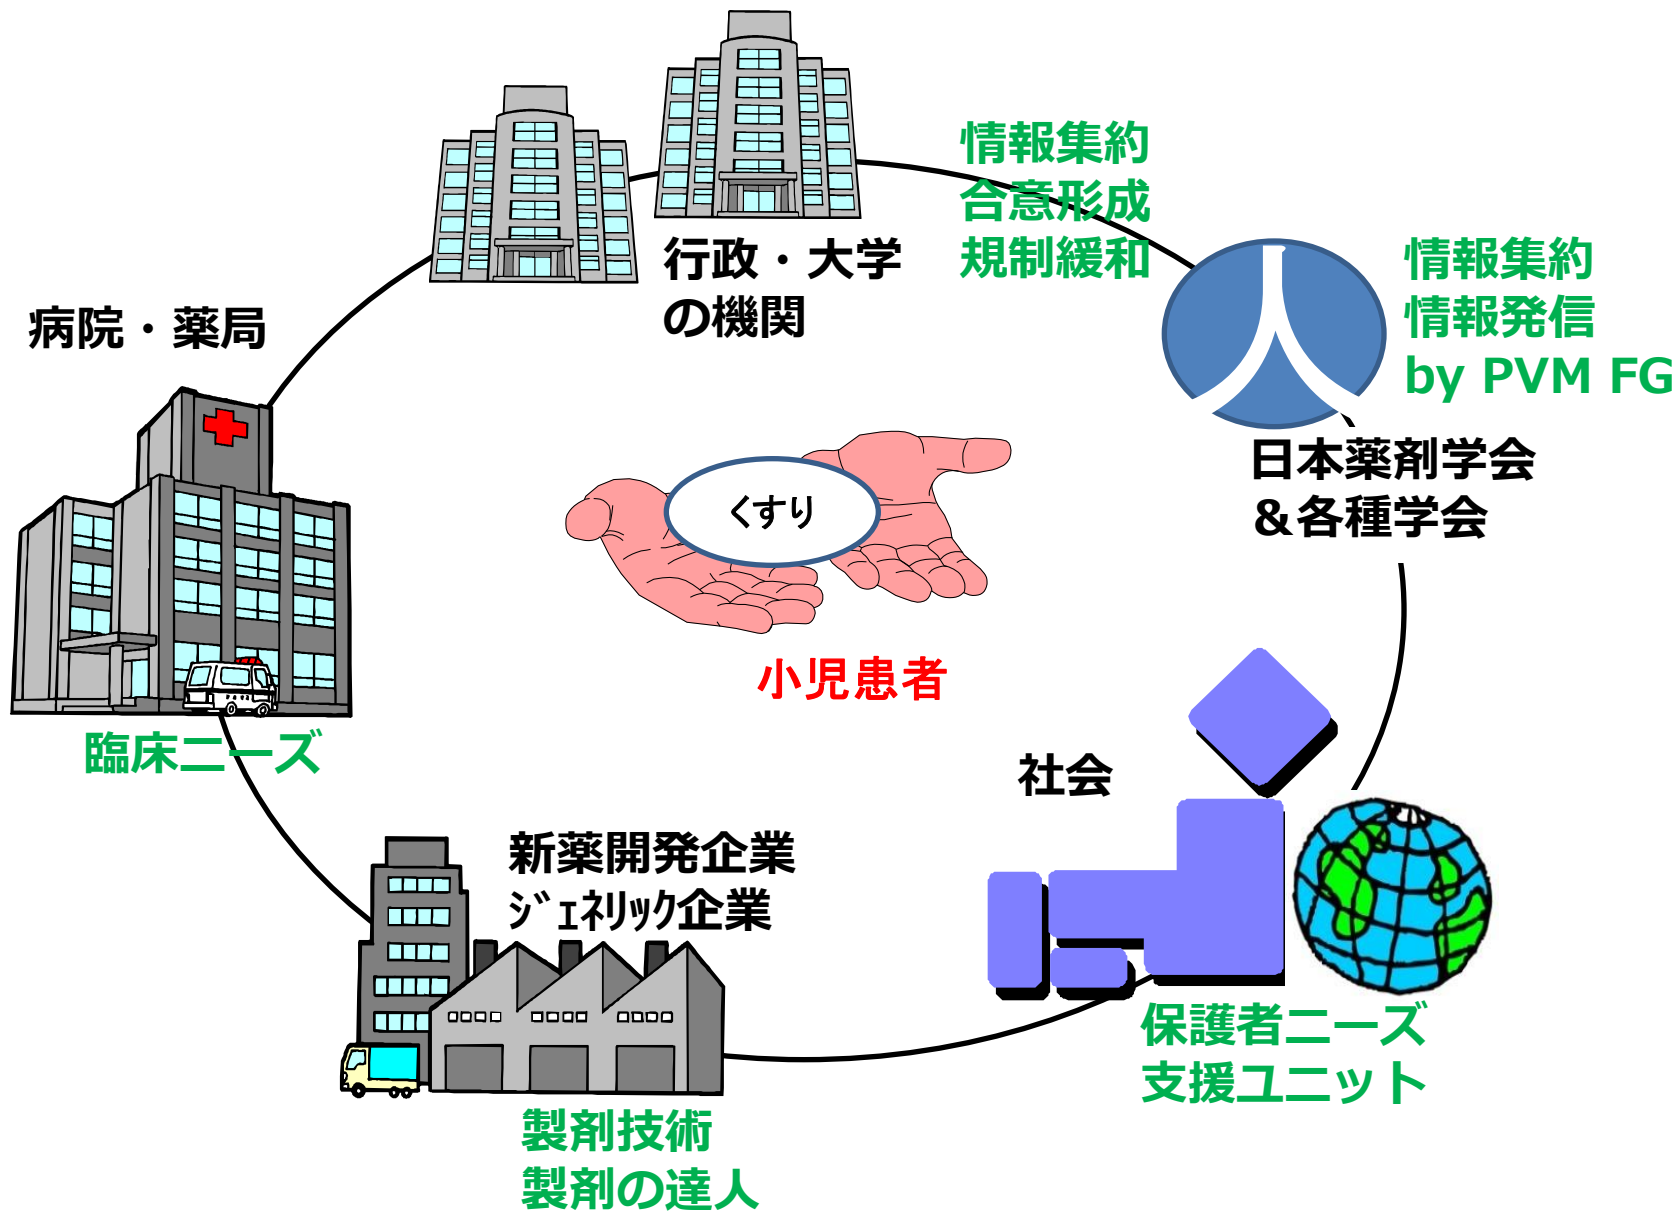 情報集約
合意形成
規制緩和
行政・大学
の機関
情報集約
情報発信
by PVM FG
病院・薬局
日本薬剤学会
＆各種学会
くすり
小児患者
臨床ニーズ
社会
新薬開発企業
ｼﾞｪﾈﾘｯｸ企業
保護者ニーズ
支援ユニット
製剤技術
製剤の達人